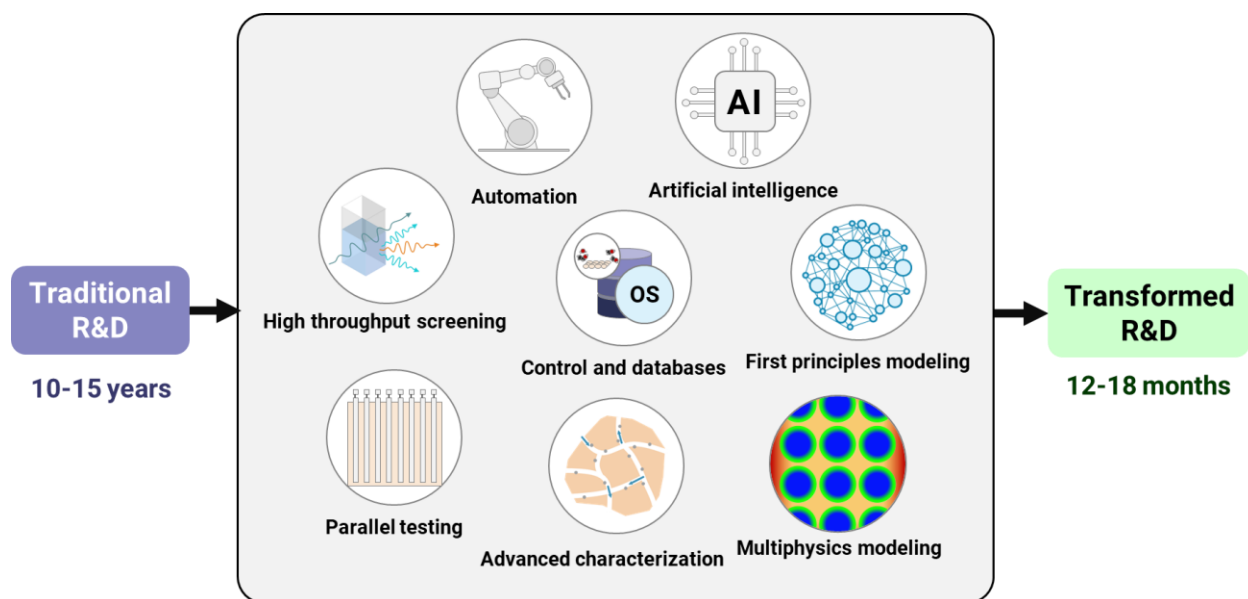 Traditional
R&D
10-15 years
Automation
AI
Artificial intelligence
High throughput screening
OS
Control and databases
First principles modeling
Parallel testing
Advanced characterization
Multiphysics modeling
Transformed
R&D
12-18 months